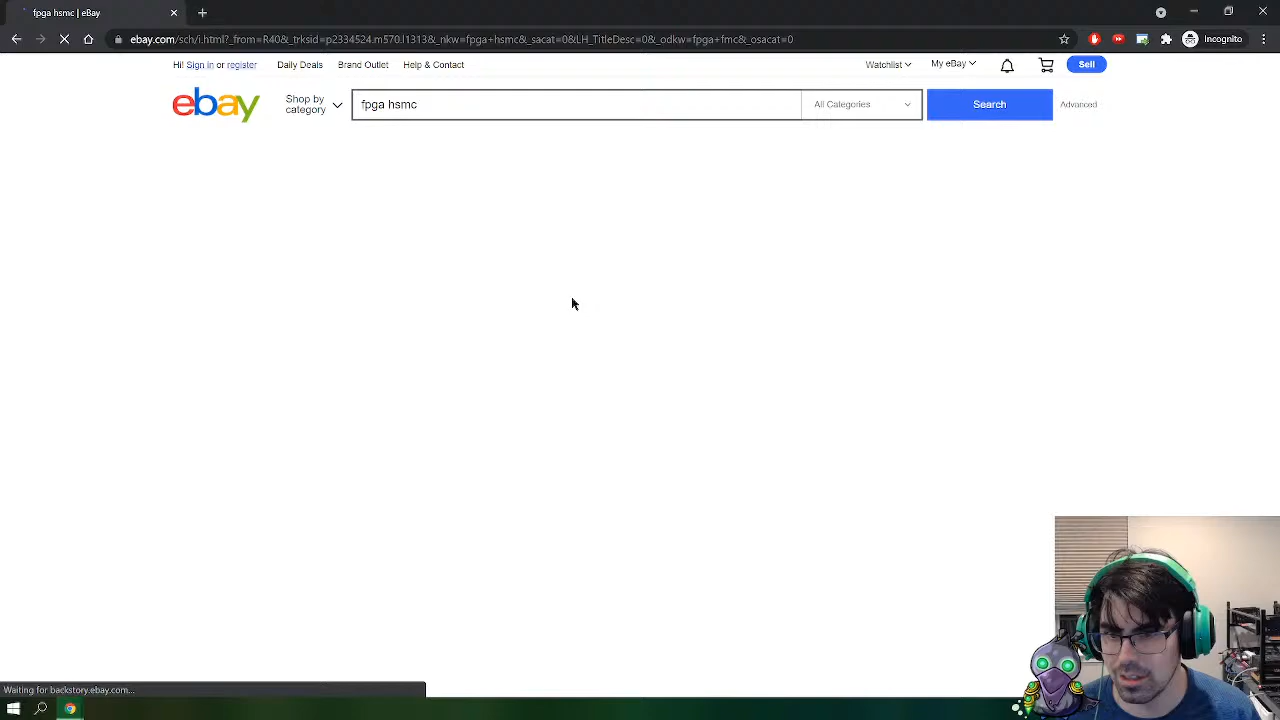 fpga hsmc | eBay
ebay.com/sch/i.html?_from=R40&_trksid=p2334524.m570.l1313&_nkw=fpga+hsmc&_sacat=0&LH_TitleDesc=0&_odkw=fpga+fmc&_osacat=0
Incognito
Hi! Sign in or register
Daily Deals
Brand Outlet
Help & Contact
Watchlist
My eBay
Sell
ebay
Shop by
category
fpga hsmc
All Categories
Search
Advanced
Waiting for backstory.ebay.com...